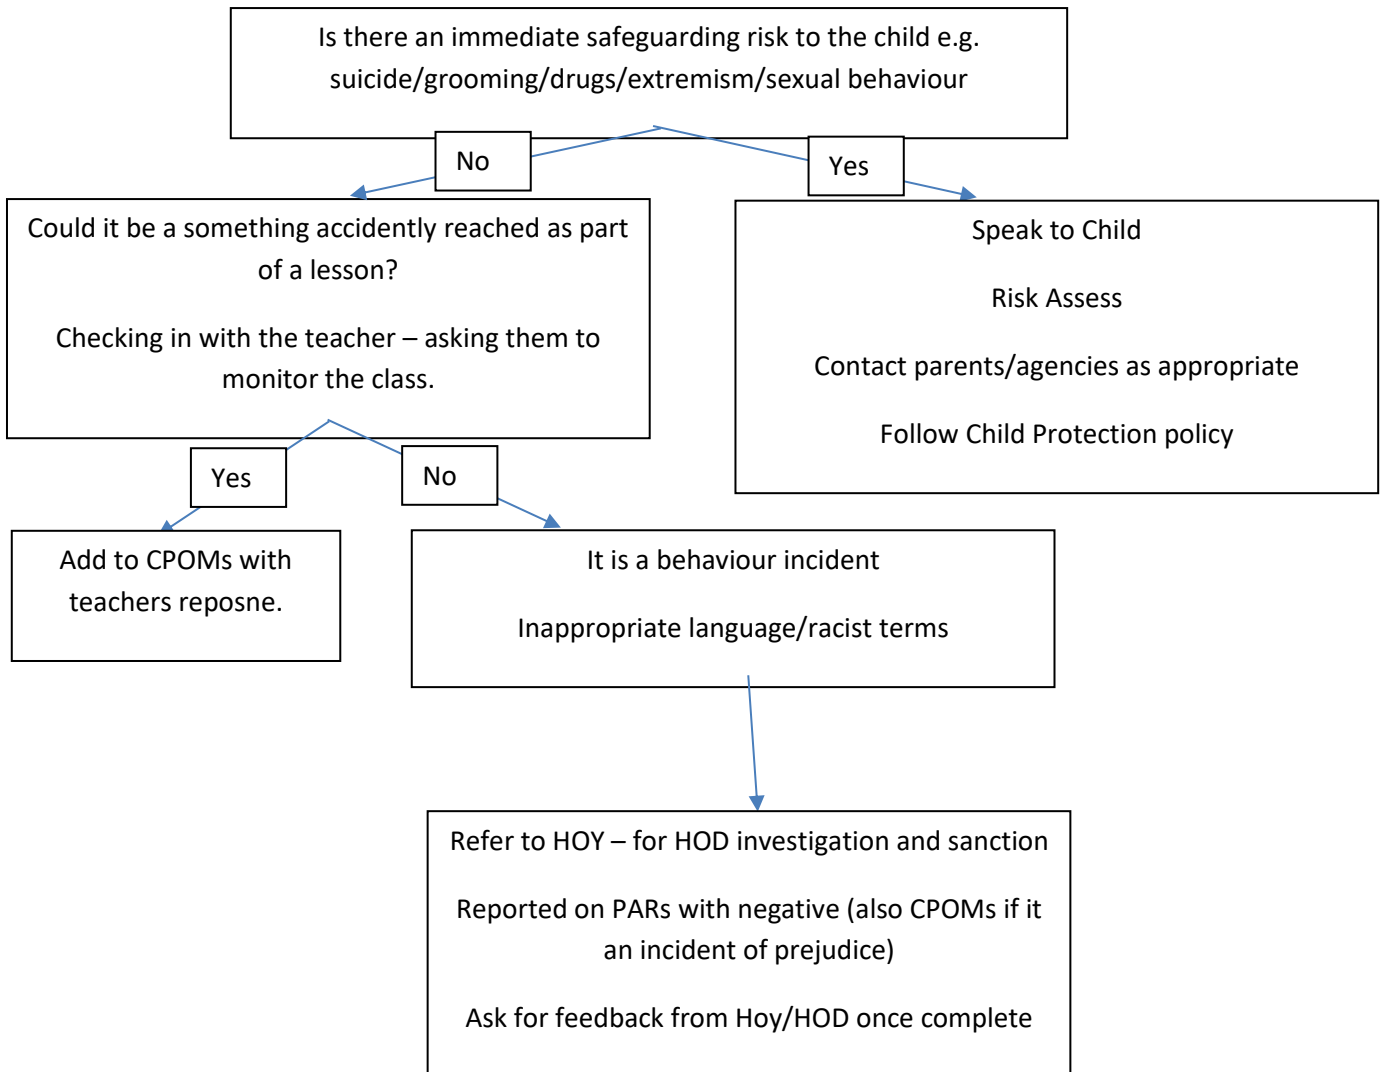 Is there an immediate safeguarding risk to the child e.g.
suicide/grooming/drugs/extremism/sexual behaviour
No
Yes
Could it be a something accidently reached as part
of a lesson?
Checking in with the teacher – asking them to
monitor the class.
Speak to Child
Risk Assess
Contact parents/agencies as appropriate
Follow Child Protection policy
Yes
No
Add to CPOMs with
teachers reposne.
It is a behaviour incident
Inappropriate language/racist terms
Refer to HOY – for HOD investigation and sanction
Reported on PARs with negative (also CPOMs if it
an incident of prejudice)
Ask for feedback from Hoy/HOD once complete